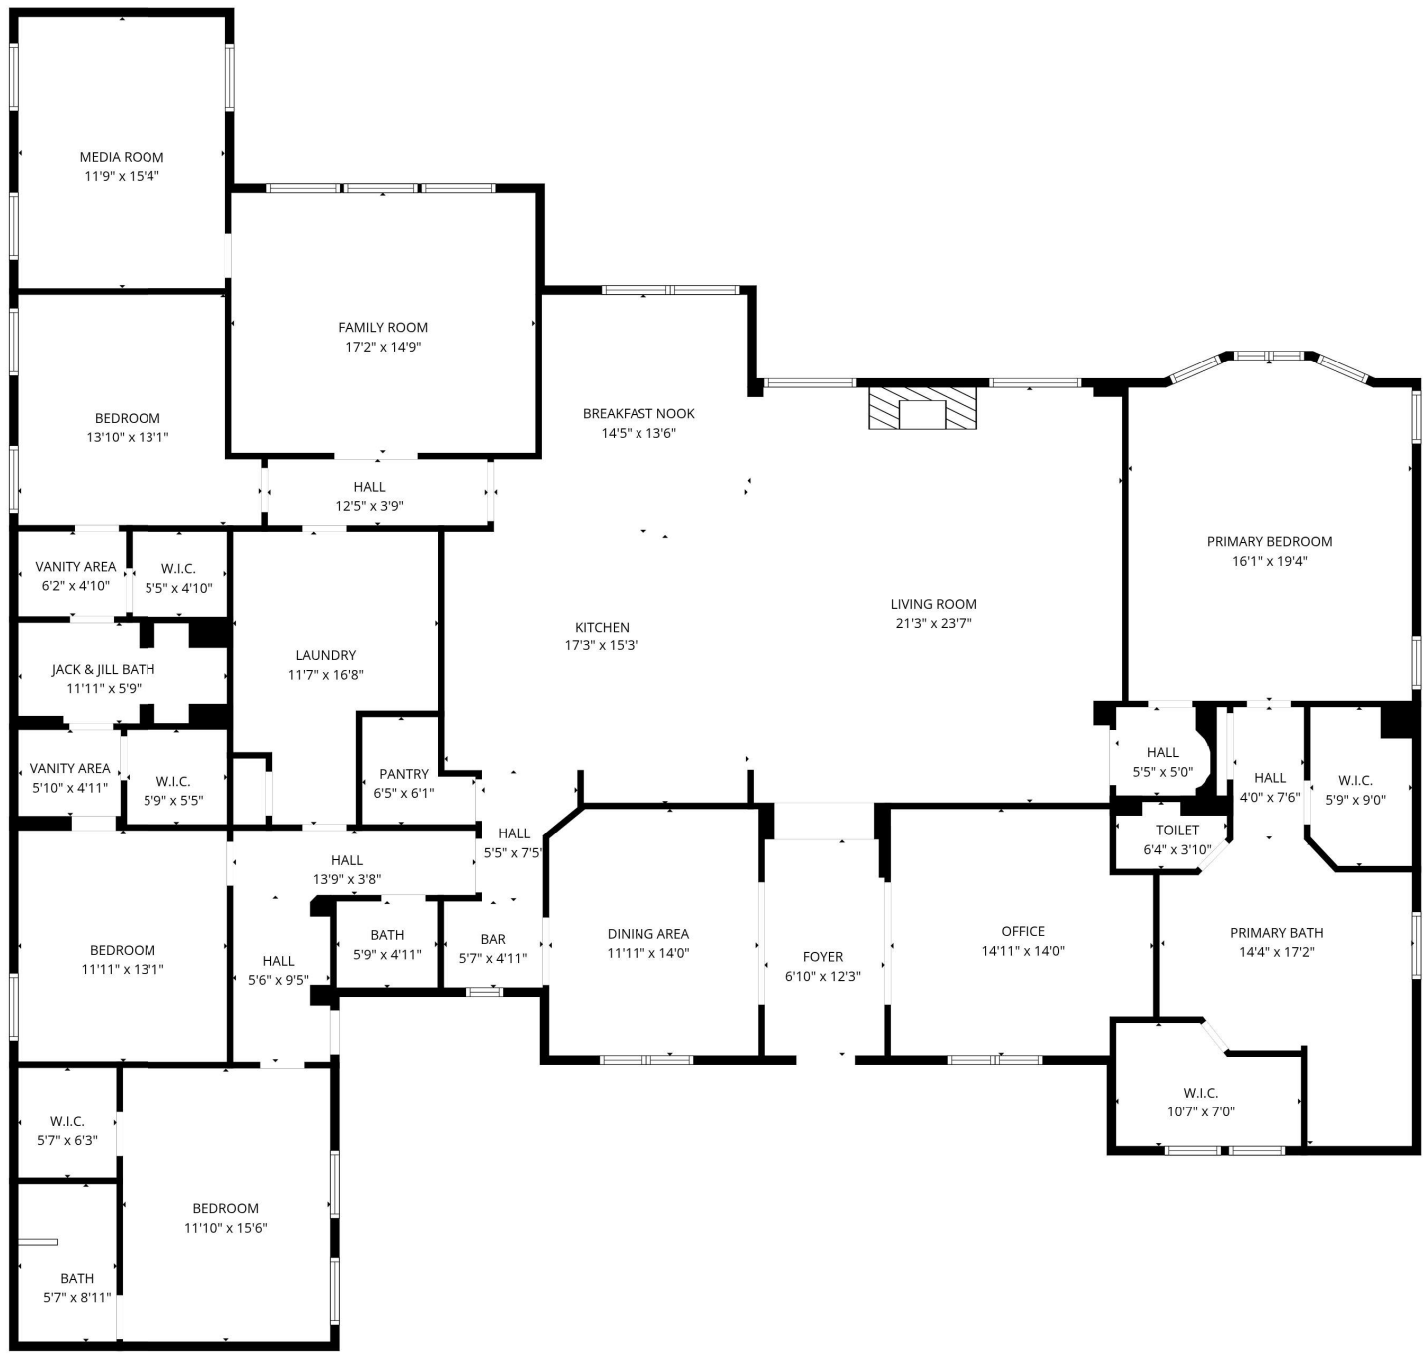 MEDIA ROOM
11'9" x 15'4"
FAMILY ROOM
17'2" x 14'9"
BEDROOM
13'10" x 13'1"
BREAKFAST NOOK
14'5" x 13'6"
HALL
12'5" x 3'9"
PRIMARY BEDROOM
16'1" x 19'4"
VANITY AREA
6'2" x 4'10"
W.I.C.
5'5" x 4'10"
LIVING ROOM
21'3" x 23'7"
KITCHEN
17'3" x 15'3'
LAUNDRY
11'7" x 16'8"
JACK & JILL BATH
11'11" x 5'9"
VANITY AREA
5'10" x 4'11"
W.I.C.
5'9" x 5'5"
PANTRY
6'5" x 6'1"
HALL
5'5" x 5'0"
HALL
4'0" x 7'6"
W.I.C.
5'9" x 9'0"
HALL
5'5" x 7'5"
TOILET
6'4" x 3'10"
HALL
13'9" x 3'8"
BEDROOM
11'11" x 13'1"
HALL
5'6" x 9'5"
BATH
5'9" x 4'11"
BAR
5'7" x 4'11"
DINING AREA
11'11" x 14'0"
FOYER
6'10" x 12'3"
OFFICE
14'11" x 14'0"
PRIMARY BATH
14'4" x 17'2"
W.I.C.
5'7" x 6'3"
W.I.C.
10'7" x 7'0"
BEDROOM
11'10" x 15'6"
BATH
5'7" x 8'11"